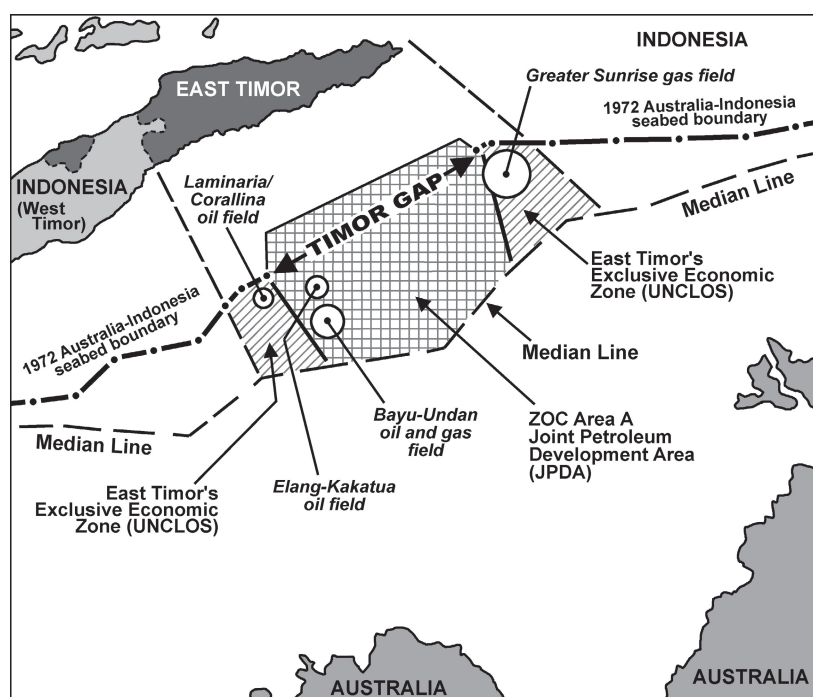 INDONESIA
Greater Sunrise gas field
EAST TIMOR
1972 Australia-Indonesia
seabed boundary
INDONESIA
(West
Timor)
Laminaria/
Corallina
oil field
TIMOR GAP
Median Line
East Timor's
Exclusive Economic
Zone (UNCLOS)
1972 Australia-Indonesia
seabed boundary
Median Line
Median Line
Bayu-Undan
oil and gas
field
ZOC Area A
Joint Petroleum
Development Area
(JPDA)
East Timor's
Exclusive Economic
Zone (UNCLOS)
Elang-Kakatua
oil field
AUSTRALIA
AUSTRALIA